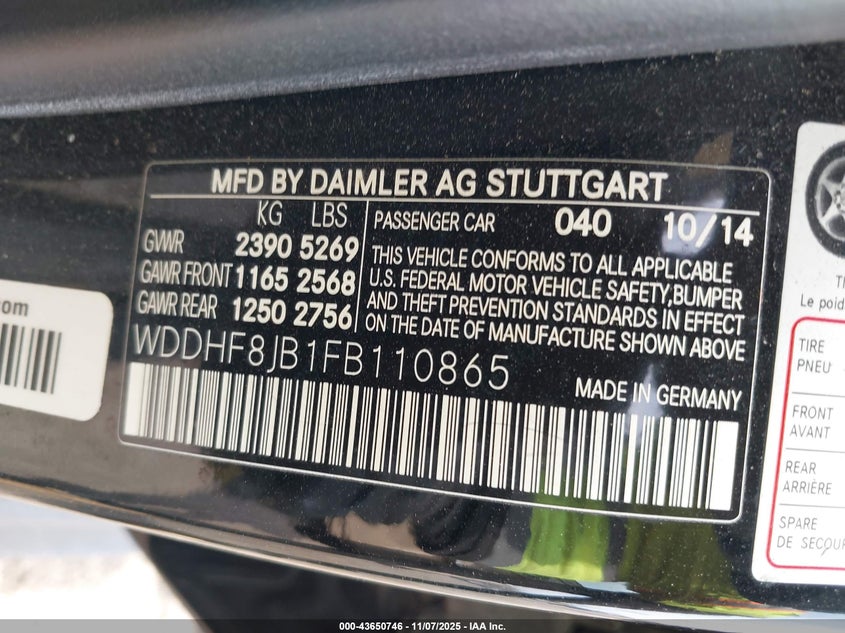 MFD BY DAIMLER AG STUTTGART
KG LBS
GVWR 2390 5269
GAWR FRONT 1165 2568
GAWR REAR 1250 2756
PASSENGER CAR 040 10/14
THIS VEHICLE CONFORMS TO ALL APPLICABLE
U.S. FEDERAL MOTOR VEHICLE SAFETY,BUMPER
AND THEFT PREVENTION STANDARDS IN EFFECT
ON THE DATE OF MANUFACTURE SHOWN ABOVE
WDDHF8JB1FB110865
MADE IN GERMANY
.com
Le poid
TIRE
PNEU
FRONT
AVANT
REAR
ARRIÈRE
SPARE
DE SECOUR
000-43650746 - 11/07/2025 - IAA Inc.